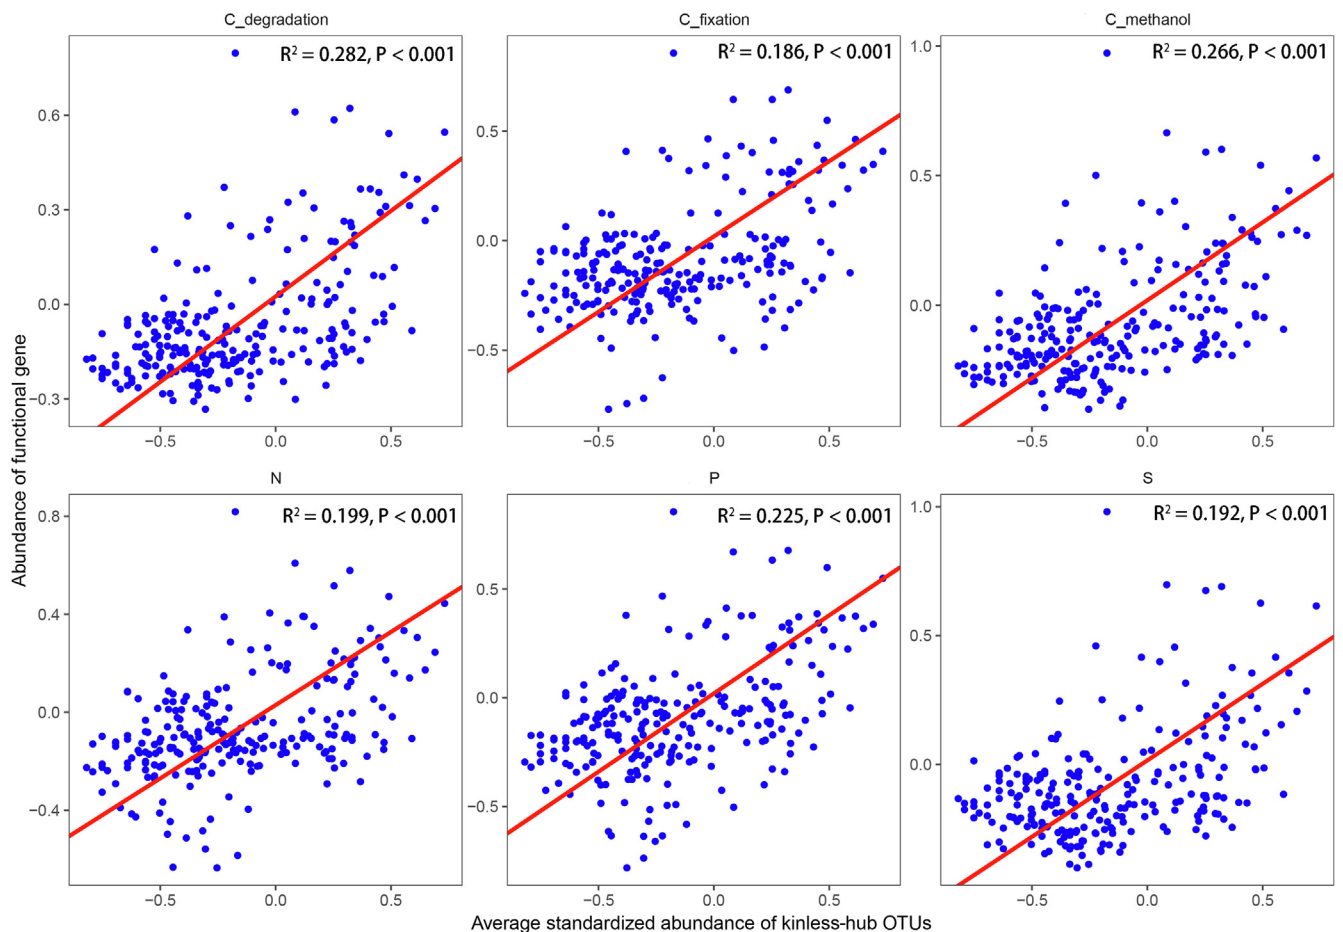 C_degradation
R² = 0.282, P < 0.001
0.6
0.3
0.0
−0.3
−0.5 0.0 0.5
C_fixation
R² = 0.186, P < 0.001
0.5
0.0
−0.5
−0.5 0.0 0.5
C_methanol
R² = 0.266, P < 0.001
1.0
0.5
0.0
−0.5 0.0 0.5
Abundance of functional gene
N
R² = 0.199, P < 0.001
0.8
0.4
0.0
−0.4
−0.5 0.0 0.5
P
R² = 0.225, P < 0.001
0.5
0.0
−0.5
−0.5 0.0 0.5
S
R² = 0.192, P < 0.001
1.0
0.5
0.0
−0.5 0.0 0.5
Average standardized abundance of kinless-hub OTUs